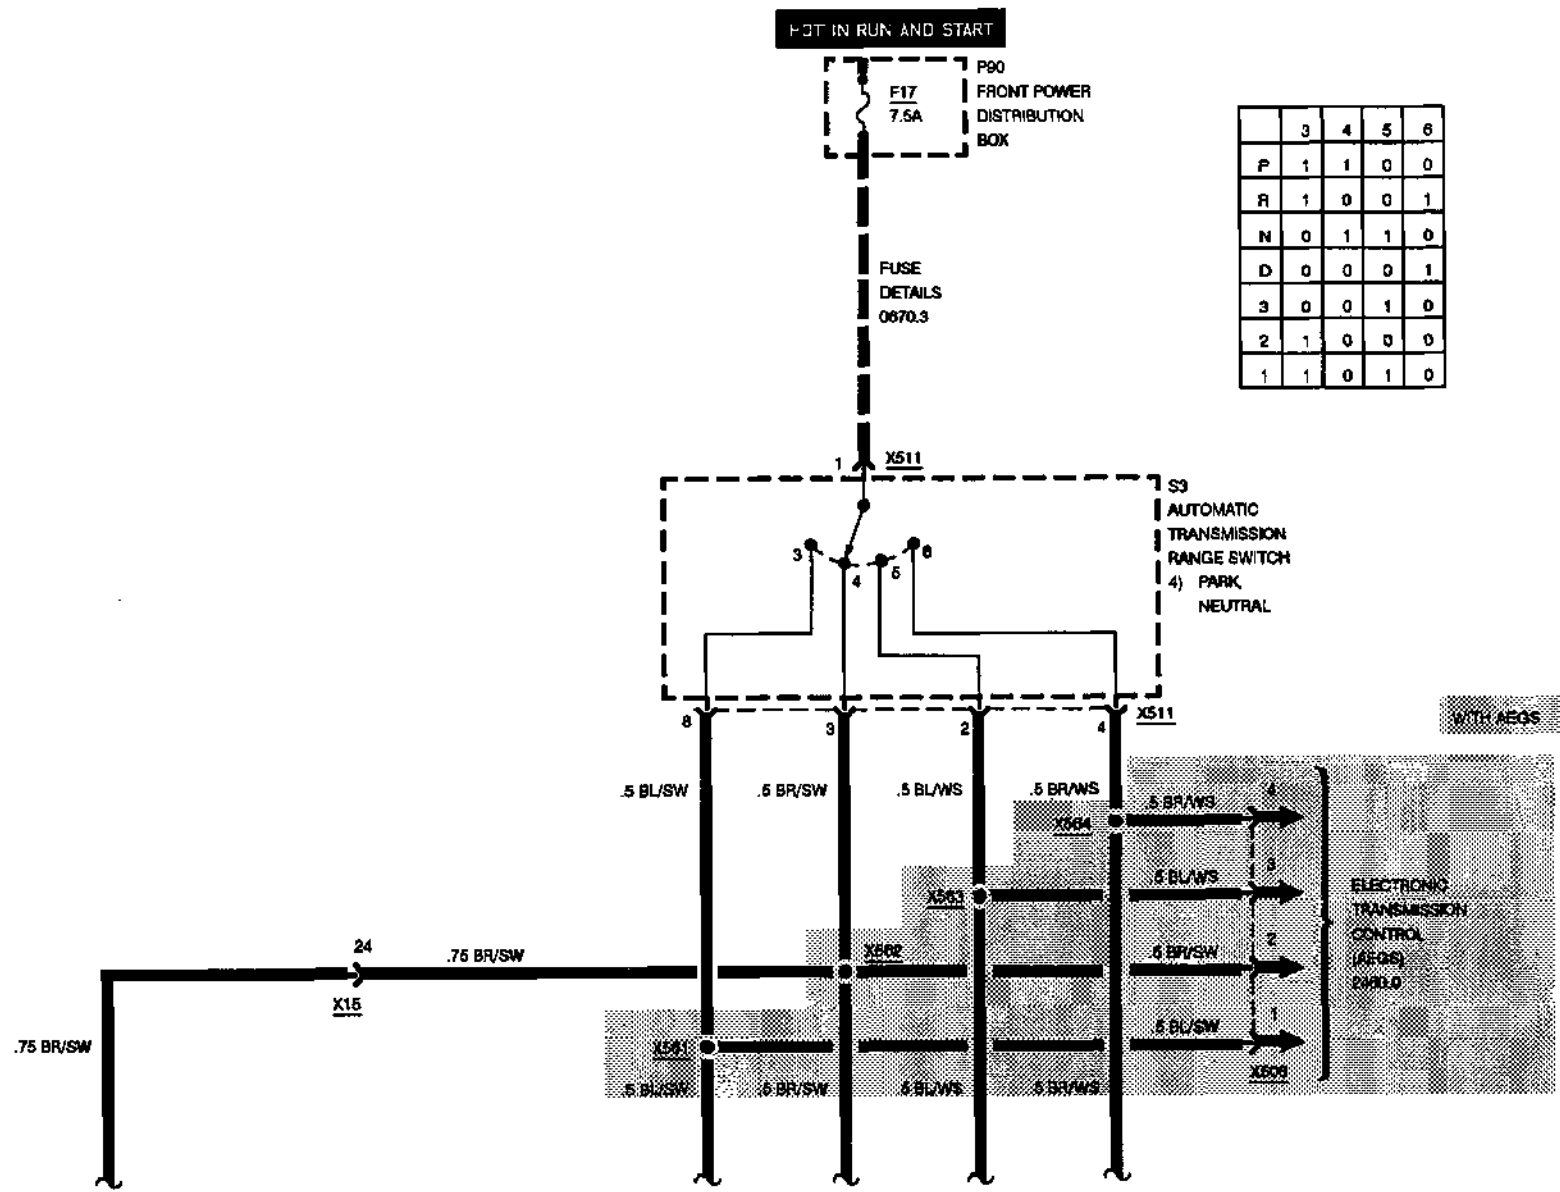 HOT IN RUN AND START
P90
FRONT POWER
DISTRIBUTION
BOX
F17
7.5A
3 4 5 6
P 1 1 0 0
R 1 0 0 1
N 0 1 1 0
D 0 0 0 1
3 0 0 1 0
2 1 0 0 0
1 1 0 1 0
FUSE
DETAILS
0670.3
1
X511
S3
AUTOMATIC
TRANSMISSION
RANGE SWITCH
4) PARK,
NEUTRAL
3
4
5
6
8
3
2
4
X511
WITH AEGS
.5 BL/SW
.5 BR/SW
.5 BL/WS
.5 BR/WS
.5 BR/WS
4
X564
.5 BL/WS
3
X563
ELECTRONIC
TRANSMISSION
CONTROL
(AEGS)
2460.0
24
.75 BR/SW
X15
X562
.5 BR/SW
2
.75 BR/SW
X561
.5 BL/SW
1
.5 BL/SW
.5 BR/SW
.5 BL/WS
.5 BR/WS